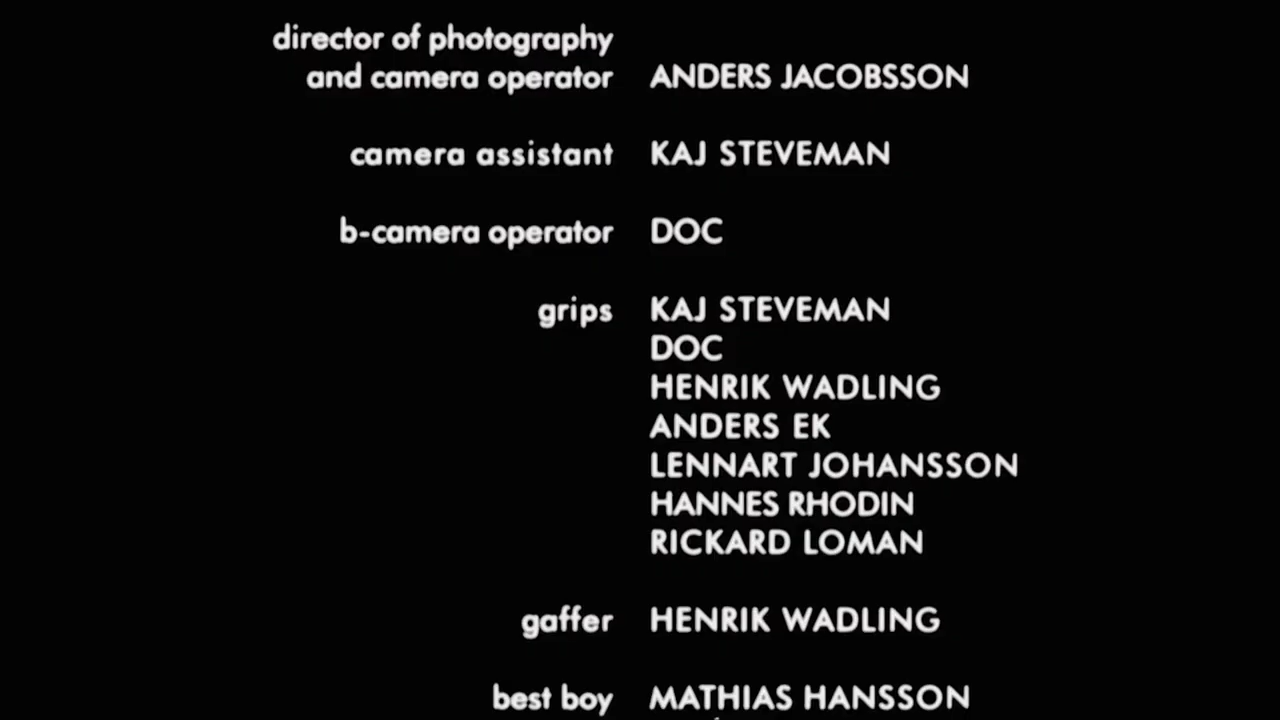 director of photography
and camera operator ANDERS JACOBSSON
camera assistant KAJ STEVEMAN
b-camera operator DOC
grips KAJ STEVEMAN
DOC
HENRIK WADLING
ANDERS EK
LENNART JOHANSSON
HANNES RHODIN
RICKARD LOMAN
gaffer HENRIK WADLING
best boy MATHIAS HANSSON